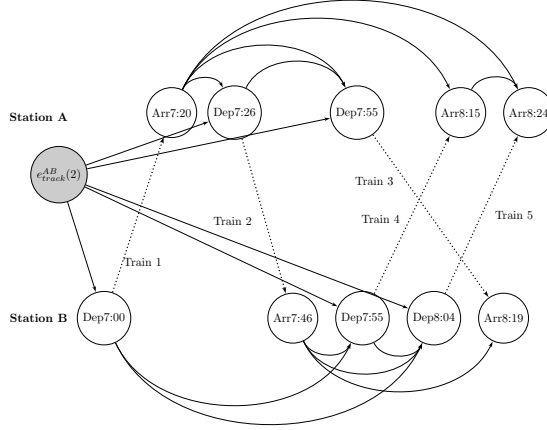 Arr7:20 Dep7:26 Dep7:55 Arr8:15 Arr8:24
Station A
e_{track}^{AB}(2)
Train 3
Train 4
Train 2
Train 5
Train 1
Station B
Dep7:00 Arr7:46 Dep7:55 Dep8:04 Arr8:19